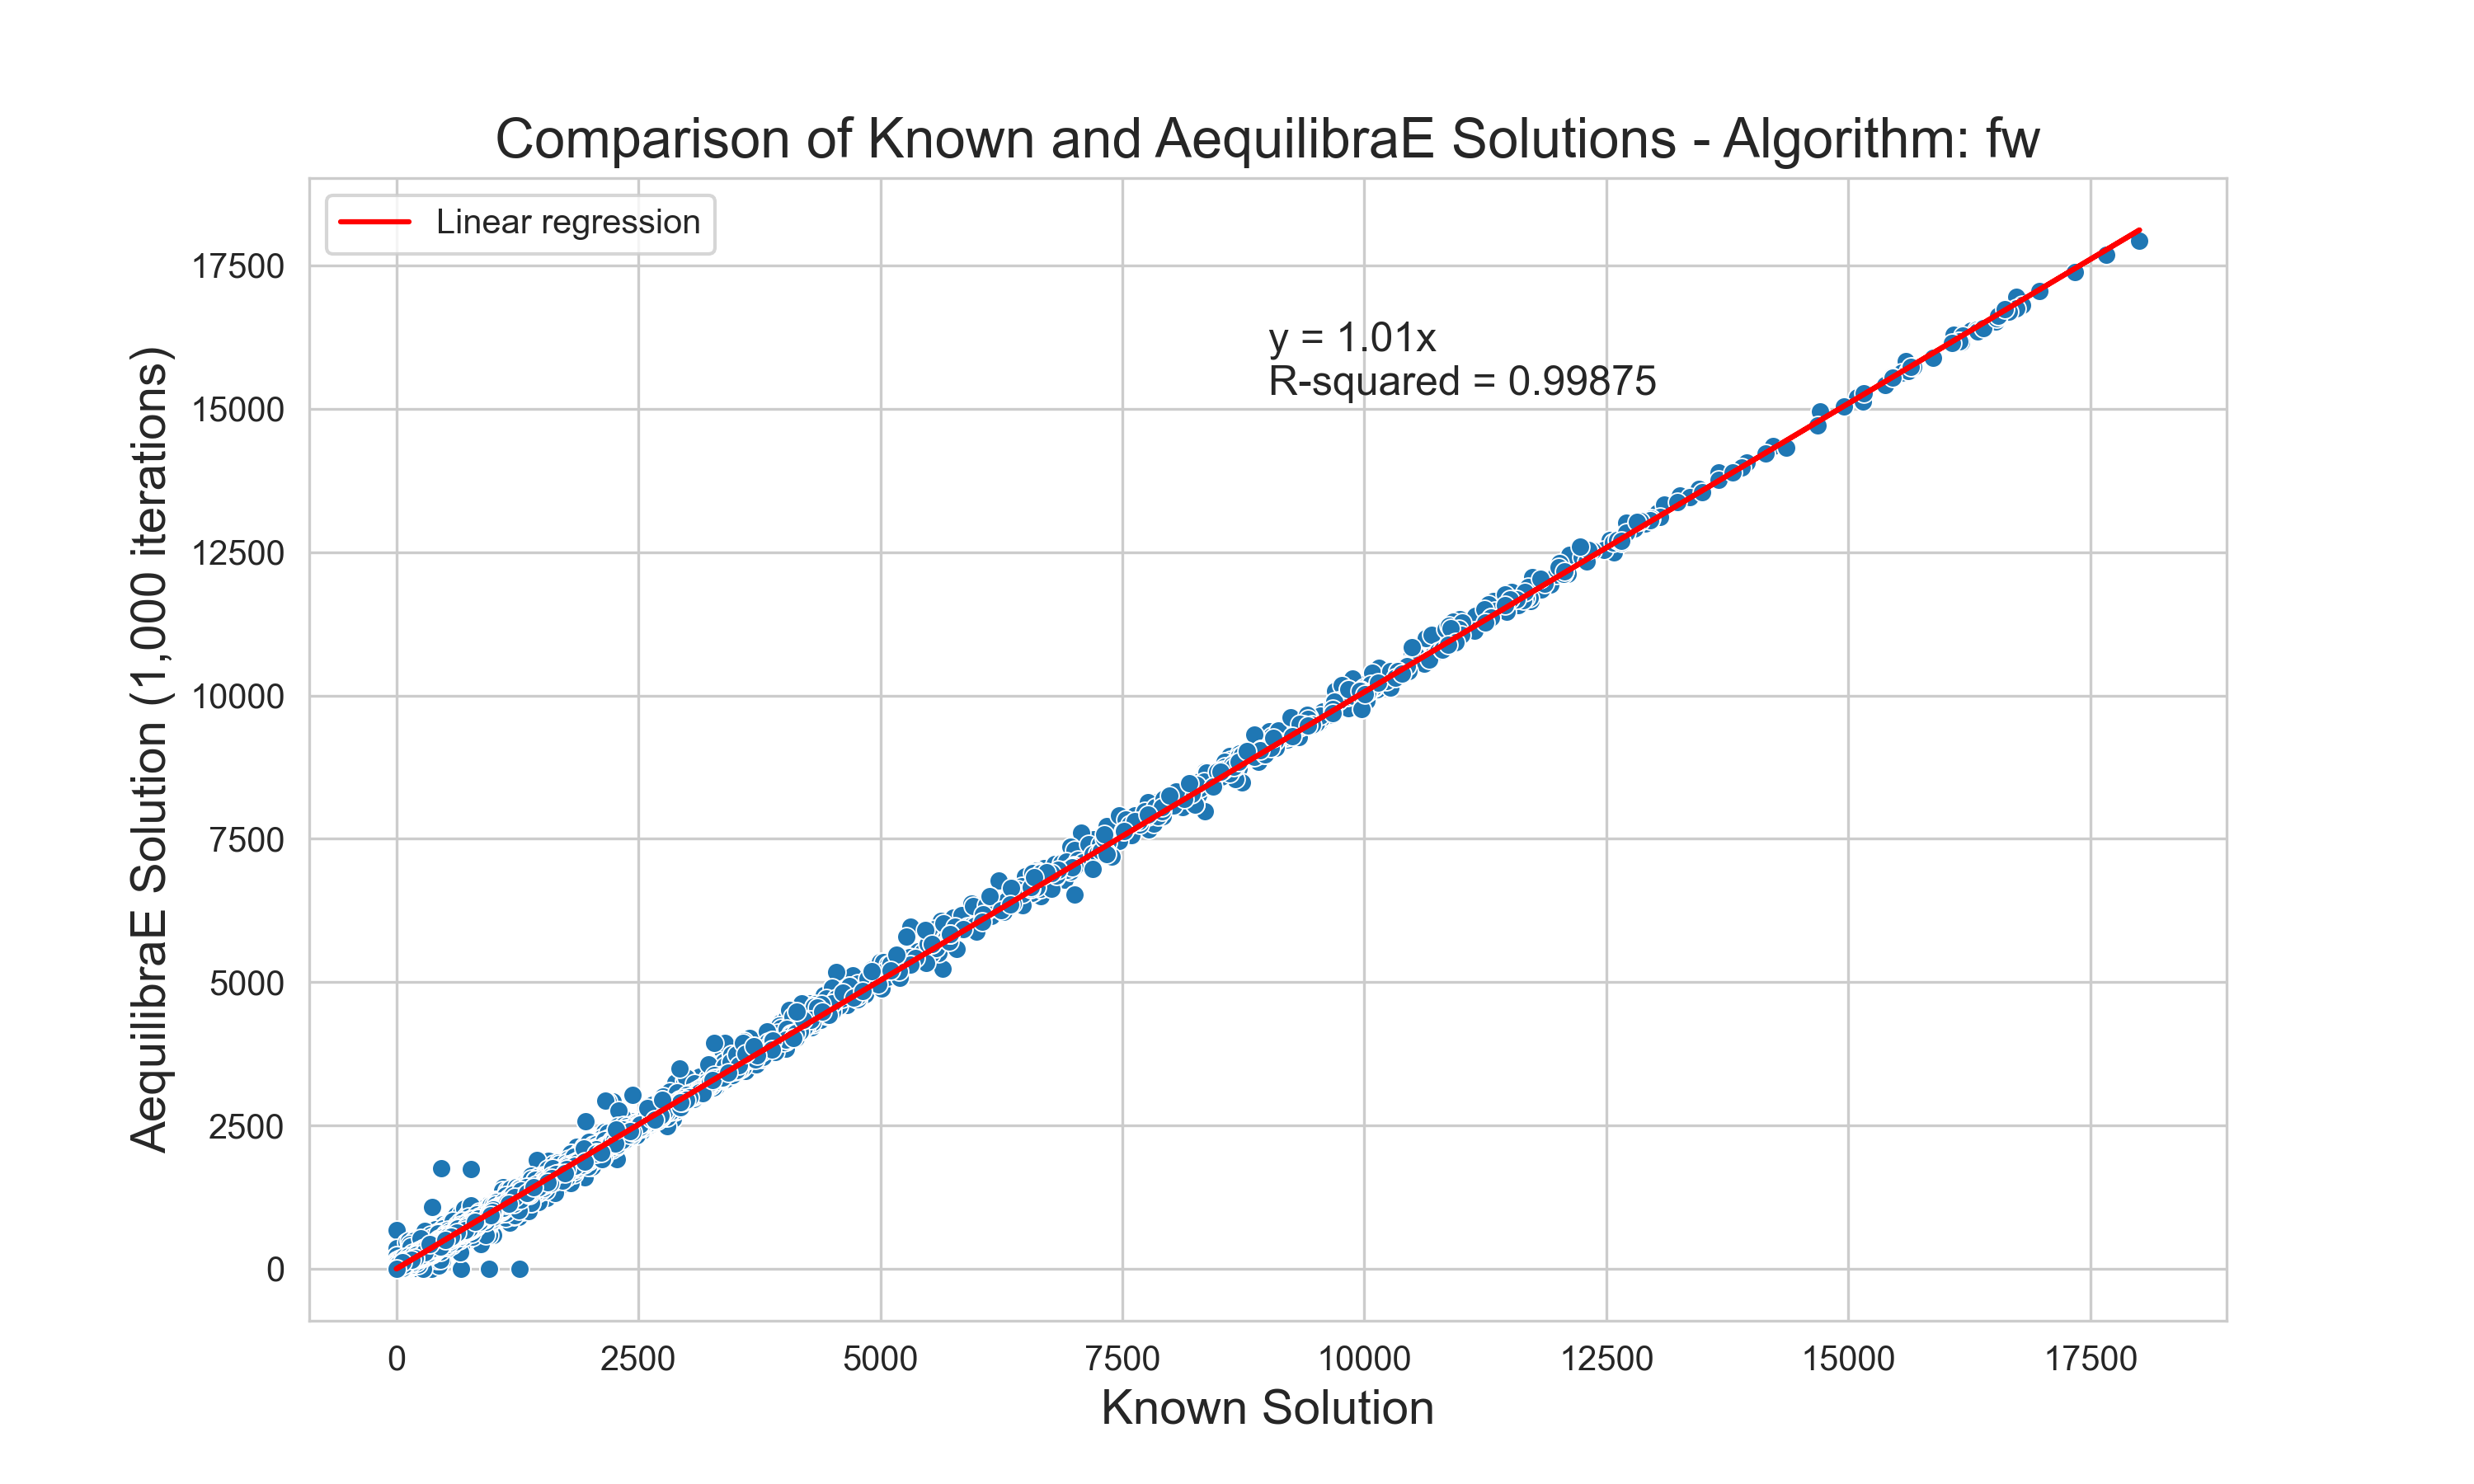 Comparison of Known and AequilibraE Solutions - Algorithm: fw
Linear regression
y = 1.01x
R-squared = 0.99875
AequilibraE Solution (1,000 iterations)
17500
15000
12500
10000
7500
5000
2500
0
0 2500 5000 7500 10000 12500 15000 17500
Known Solution